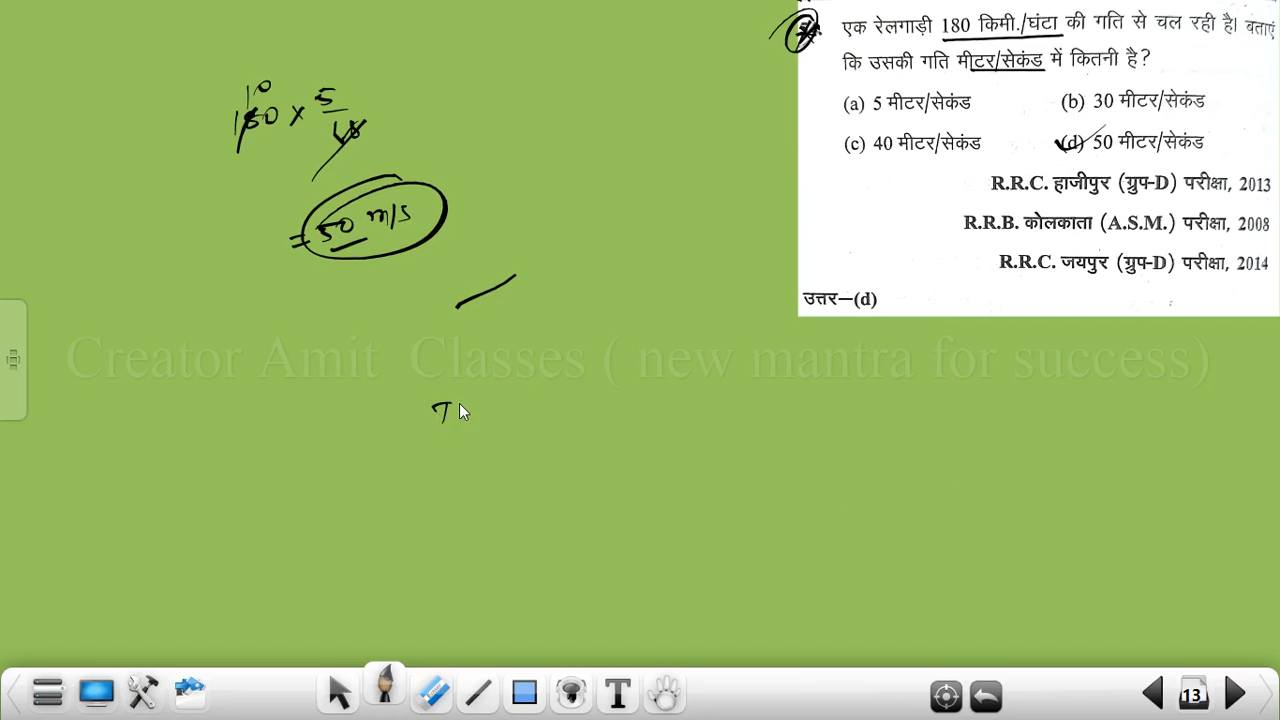 एक रेलगाड़ी 180 किमी./घंटा की गति से चल रही है। बताएं
कि उसकी गति मीटर/सेकंड में कितनी है?
(a) 5 मीटर/सेकंड (b) 30 मीटर/सेकंड
(c) 40 मीटर/सेकंड (d) 50 मीटर/सेकंड
R.R.C. हाजीपुर (ग्रुप-D) परीक्षा, 2013
R.R.B. कोलकाता (A.S.M.) परीक्षा, 2008
R.R.C. जयपुर (ग्रुप-D) परीक्षा, 2014
उत्तर–(d)
10
180 × 5/18
= 50 m/s
Creator Amit Classes ( new mantra for success)
T
13